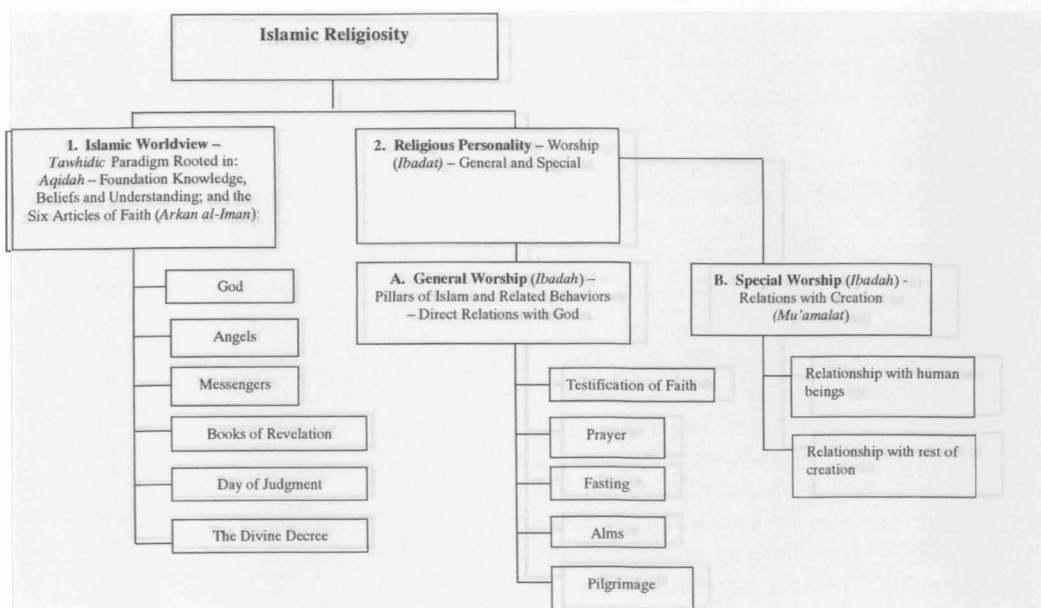 Islamic Religiosity
1. Islamic Worldview –
Tawhidic Paradigm Rooted in:
Aqidah – Foundation Knowledge,
Beliefs and Understanding; and the
Six Articles of Faith (Arkan al-Iman):
God
Angels
Messengers
Books of Revelation
Day of Judgment
The Divine Decree
2. Religious Personality – Worship
(Ibadat) – General and Special
A. General Worship (Ibadah) –
Pillars of Islam and Related Behaviors
– Direct Relations with God
Testification of Faith
Prayer
Fasting
Alms
Pilgrimage
B. Special Worship (Ibadah) -
Relations with Creation
(Mu'amalat)
Relationship with human
beings
Relationship with rest of
creation